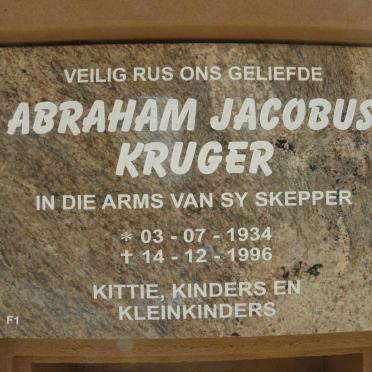 VEILIG RUS ONS GELIEFDE
ABRAHAM JACOBUS
KRUGER
IN DIE ARMS VAN SY SKEPPER
* 03 - 07 - 1934
† 14 - 12 - 1996
KITTIE, KINDERS EN
KLEINKINDERS
F1